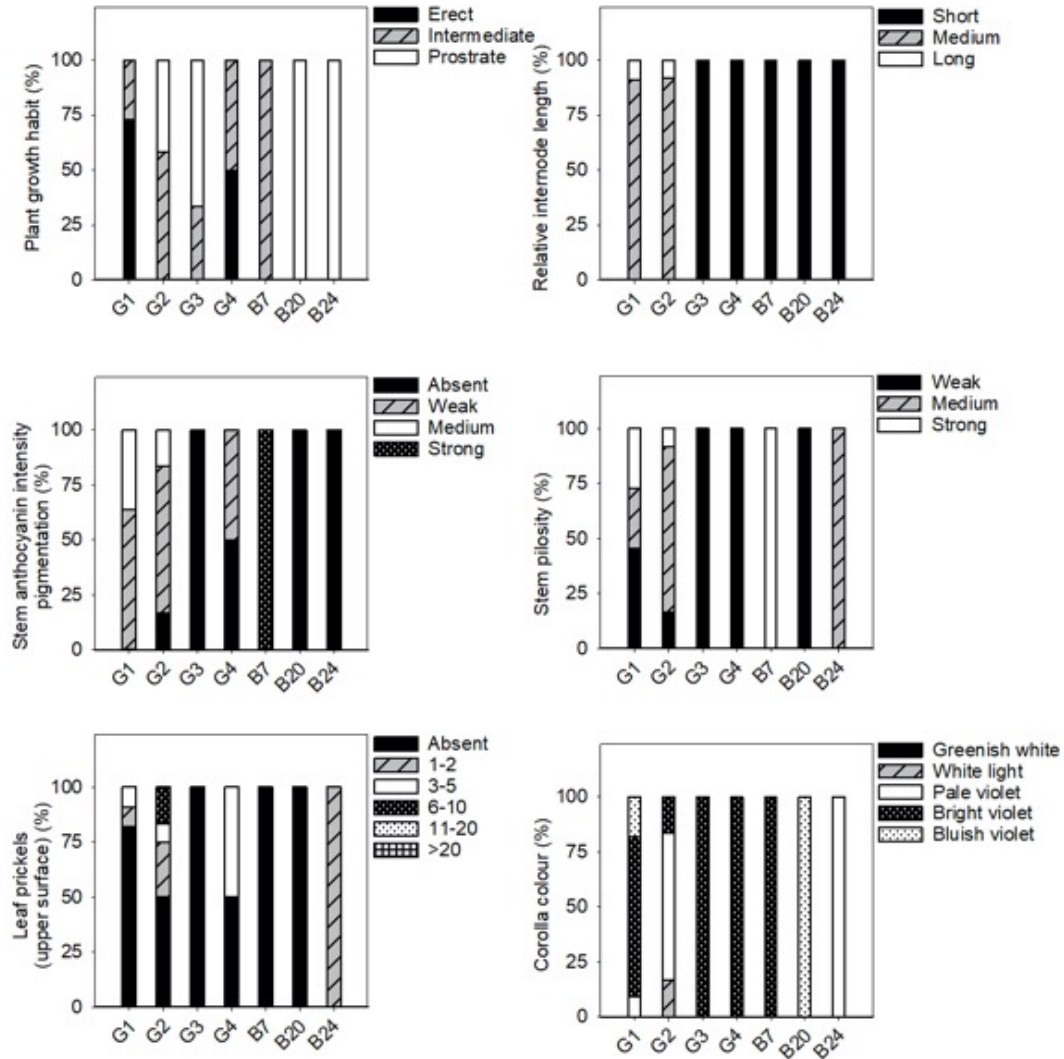 Erect
Intermediate
Prostrate
Plant growth habit (%)
100
75
50
25
0
G1 G2 G3 G4 B7 B20 B24
Short
Medium
Long
Relative internode length (%)
100
75
50
25
0
G1 G2 G3 G4 B7 B20 B24
Absent
Weak
Medium
Strong
Stem anthocyanin intensity
pigmentation (%)
100
75
50
25
0
G1 G2 G3 G4 B7 B20 B24
Weak
Medium
Strong
Stem pilosity (%)
100
75
50
25
0
G1 G2 G3 G4 B7 B20 B24
Absent
1-2
3-5
6-10
11-20
>20
Leaf prickels
(upper surface) (%)
100
75
50
25
0
G1 G2 G3 G4 B7 B20 B24
Greenish white
White light
Pale violet
Bright violet
Bluish violet
Corolla colour (%)
100
75
50
25
0
G1 G2 G3 G4 B7 B20 B24